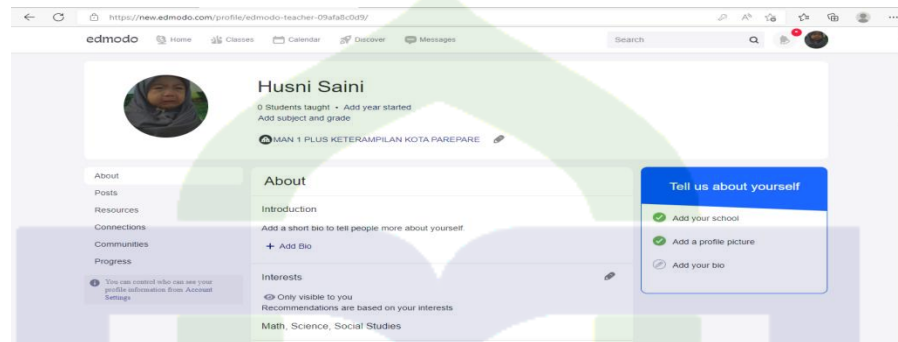 https://new.edmodo.com/profile/edmodo-teacher-09afa8c0d9/
edmodo Home Classes Calendar Discover Messages Search
Husni Saini
0 Students taught • Add year started
Add subject and grade
MAN 1 PLUS KETERAMPILAN KOTA PAREPARE
About
Posts
Resources
Connections
Communities
Progress
You can control who can see your
profile information from Account
Settings
About
Introduction
Add a short bio to tell people more about yourself.
+ Add Bio
Interests
Only visible to you
Recommendations are based on your interests
Math, Science, Social Studies
Tell us about yourself
Add your school
Add a profile picture
Add your bio